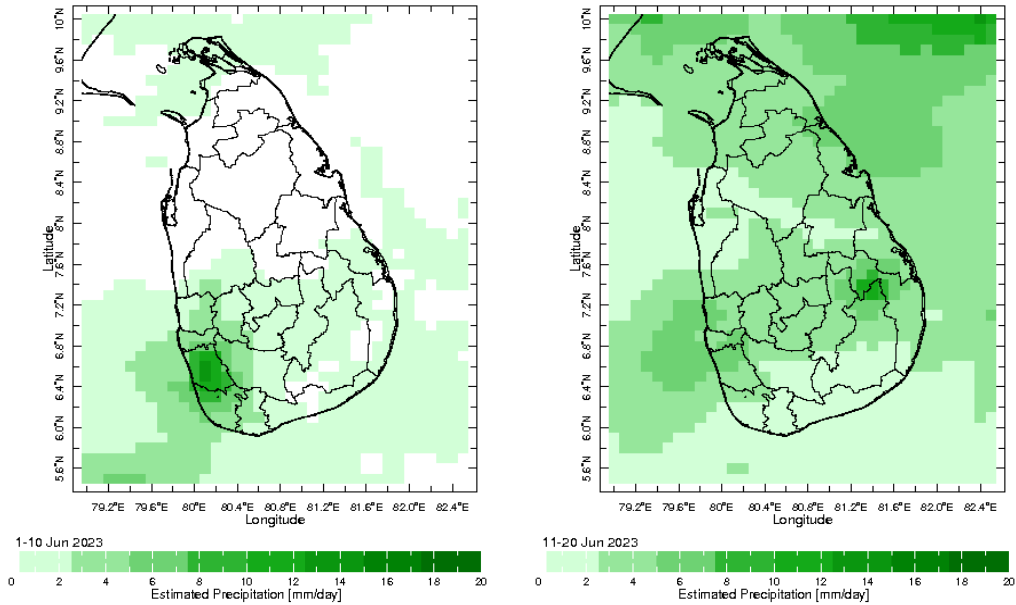 10°N
9.6°N
9.2°N
8.8°N
8.4°N
8°N
7.6°N
7.2°N
6.8°N
6.4°N
6.0°N
5.6°N
Latitude
79.2°E 79.6°E 80°E 80.4°E 80.8°E 81.2°E 81.6°E 82.0°E 82.4°E
Longitude
1-10 Jun 2023
0 2 4 6 8 10 12 14 16 18 20
Estimated Precipitation [mm/day]
10°N
9.6°N
9.2°N
8.8°N
8.4°N
8°N
7.6°N
7.2°N
6.8°N
6.4°N
6.0°N
5.6°N
Latitude
79.2°E 79.6°E 80°E 80.4°E 80.8°E 81.2°E 81.6°E 82.0°E 82.4°E
Longitude
11-20 Jun 2023
0 2 4 6 8 10 12 14 16 18 20
Estimated Precipitation [mm/day]